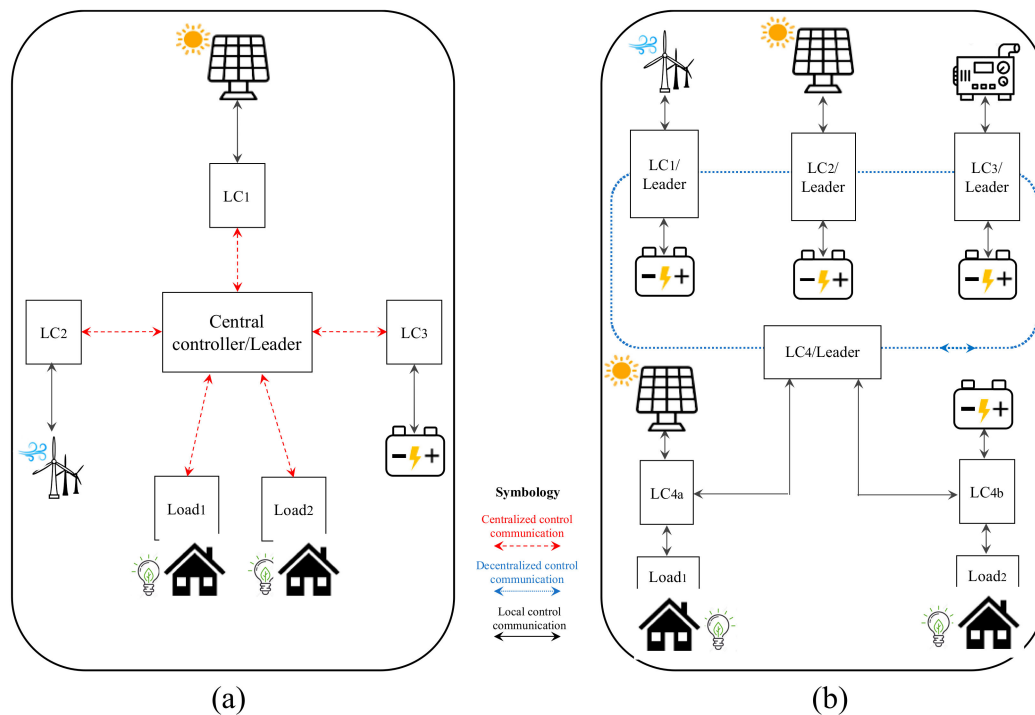 LC1
LC2
Central
controller/Leader
LC3
Load1
Load2
(a)
Symbology
Centralized control
communication
Decentralized control
communication
Local control
communication
LC1/
Leader
LC2/
Leader
LC3/
Leader
LC4/Leader
LC4a
LC4b
Load1
Load2
(b)